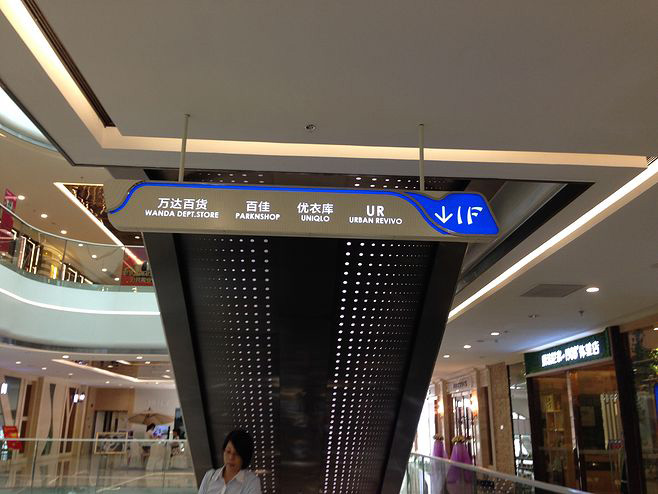 万达百货
WANDA DEPT.STORE
百佳
PARKNSHOP
优衣库
UNIQLO
UR
URBAN REVIVO
↓1F